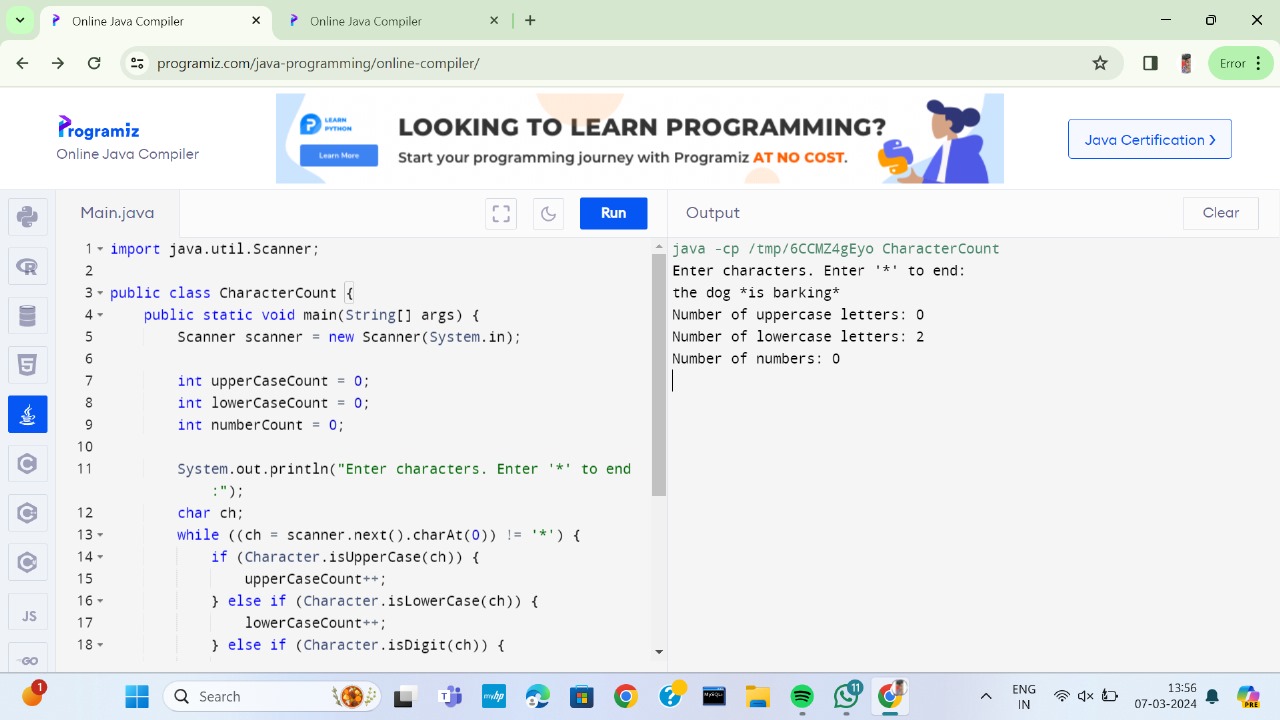 Online Java Compiler
Online Java Compiler
programiz.com/java-programming/online-compiler/
Error
Programiz
Online Java Compiler
LEARN
PYTHON
Learn More
LOOKING TO LEARN PROGRAMMING?
Start your programming journey with Programiz AT NO COST.
Java Certification >
Main.java
Run
Output
Clear
1 import java.util.Scanner;
2
3 public class CharacterCount {
4 public static void main(String[] args) {
5 Scanner scanner = new Scanner(System.in);
6
7 int upperCaseCount = 0;
8 int lowerCaseCount = 0;
9 int numberCount = 0;
10
11 System.out.println("Enter characters. Enter '*' to end
:");
12 char ch;
13 while ((ch = scanner.next().charAt(0)) != '*') {
14 if (Character.isUpperCase(ch)) {
15 upperCaseCount++;
16 } else if (Character.isLowerCase(ch)) {
17 lowerCaseCount++;
18 } else if (Character.isDigit(ch)) {
java -cp /tmp/6CCMZ4gEyo CharacterCount
Enter characters. Enter '*' to end:
the dog *is barking*
Number of uppercase letters: 0
Number of lowercase letters: 2
Number of numbers: 0
JS
GO
1
Search
myhp
MySQL
11
PRE
ENG
IN
13:56
07-03-2024